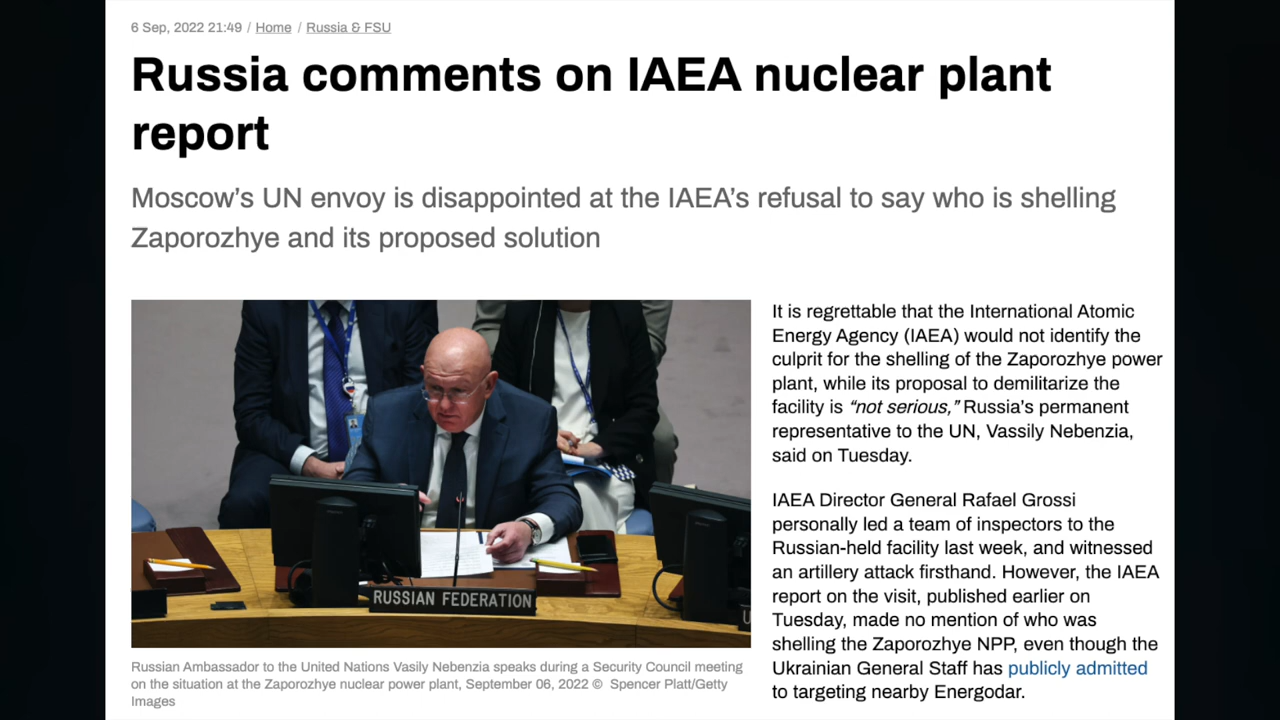 6 Sep, 2022 21:49 / Home / Russia & FSU
Russia comments on IAEA nuclear plant
report
Moscow’s UN envoy is disappointed at the IAEA’s refusal to say who is shelling
Zaporozhye and its proposed solution
RUSSIAN FEDERATION
U
Russian Ambassador to the United Nations Vasily Nebenzia speaks during a Security Council meeting
on the situation at the Zaporozhye nuclear power plant, September 06, 2022 © Spencer Platt/Getty
Images
It is regrettable that the International Atomic
Energy Agency (IAEA) would not identify the
culprit for the shelling of the Zaporozhye power
plant, while its proposal to demilitarize the
facility is “not serious,” Russia’s permanent
representative to the UN, Vassily Nebenzia,
said on Tuesday.
IAEA Director General Rafael Grossi
personally led a team of inspectors to the
Russian-held facility last week, and witnessed
an artillery attack firsthand. However, the IAEA
report on the visit, published earlier on
Tuesday, made no mention of who was
shelling the Zaporozhye NPP, even though the
Ukrainian General Staff has publicly admitted
to targeting nearby Energodar.